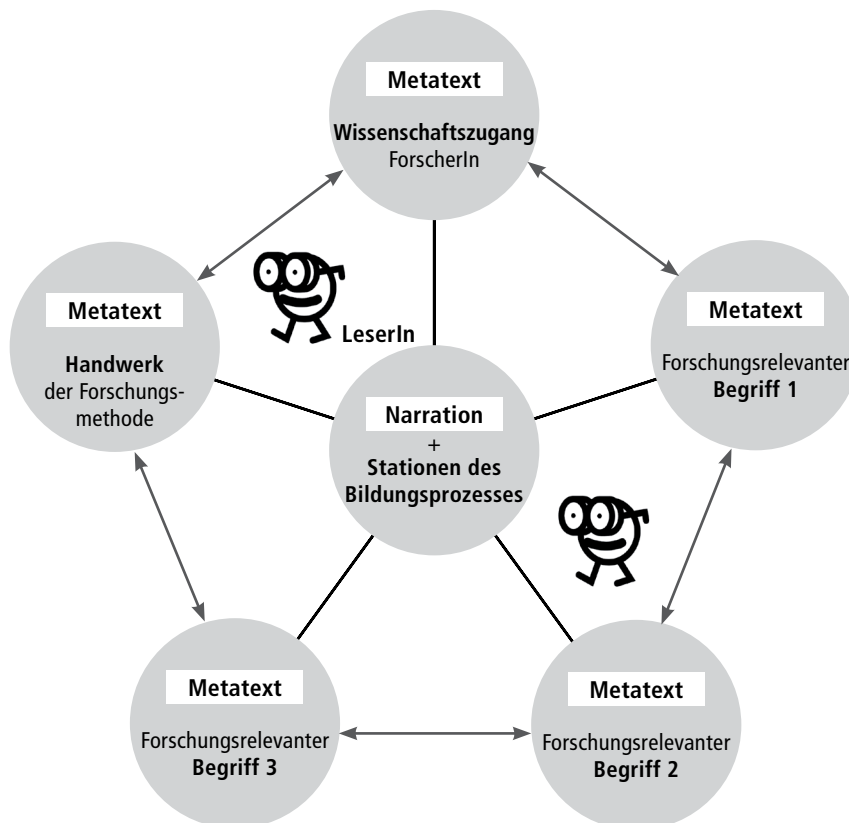 Metatext
Wissenschaftszugang
ForscherIn
Metatext
Handwerk
der Forschungs-
methode
LeserIn
Metatext
Forschungsrelevanter
Begriff 1
Narration
+
Stationen des
Bildungsprozesses
Metatext
Forschungsrelevanter
Begriff 3
Metatext
Forschungsrelevanter
Begriff 2